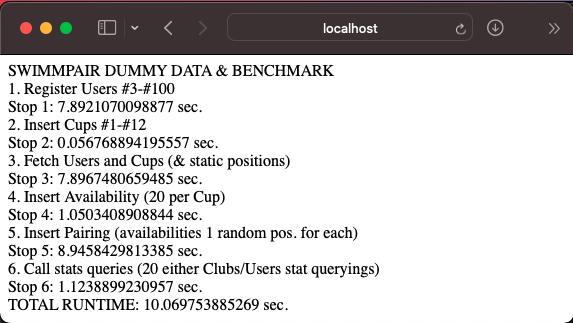 localhost
SWIMMPAIR DUMMY DATA & BENCHMARK
1. Register Users #3-#100
Stop 1: 7.8921070098877 sec.
2. Insert Cups #1-#12
Stop 2: 0.056768894195557 sec.
3. Fetch Users and Cups (& static positions)
Stop 3: 7.8967480659485 sec.
4. Insert Availability (20 per Cup)
Stop 4: 1.0503408908844 sec.
5. Insert Pairing (availabilities 1 random pos. for each)
Stop 5: 8.9458429813385 sec.
6. Call stats queries (20 either Clubs/Users stat queryings)
Stop 6: 1.1238899230957 sec.
TOTAL RUNTIME: 10.069753885269 sec.